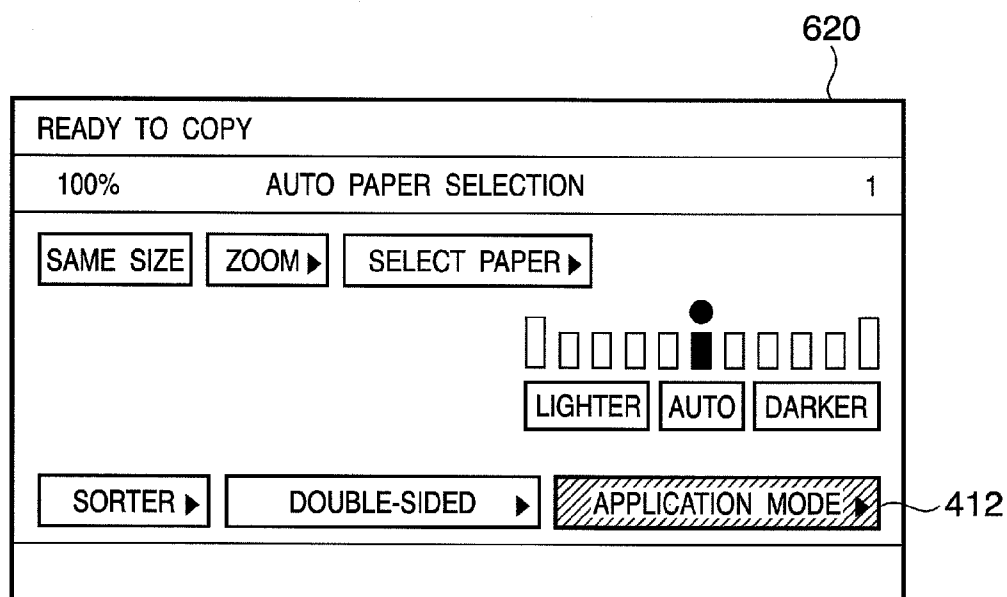 620
READY TO COPY
100% AUTO PAPER SELECTION 1
SAME SIZE ZOOM▶ SELECT PAPER▶
LIGHTER AUTO DARKER
SORTER▶ DOUBLE-SIDED ▶ APPLICATION MODE▶ 412